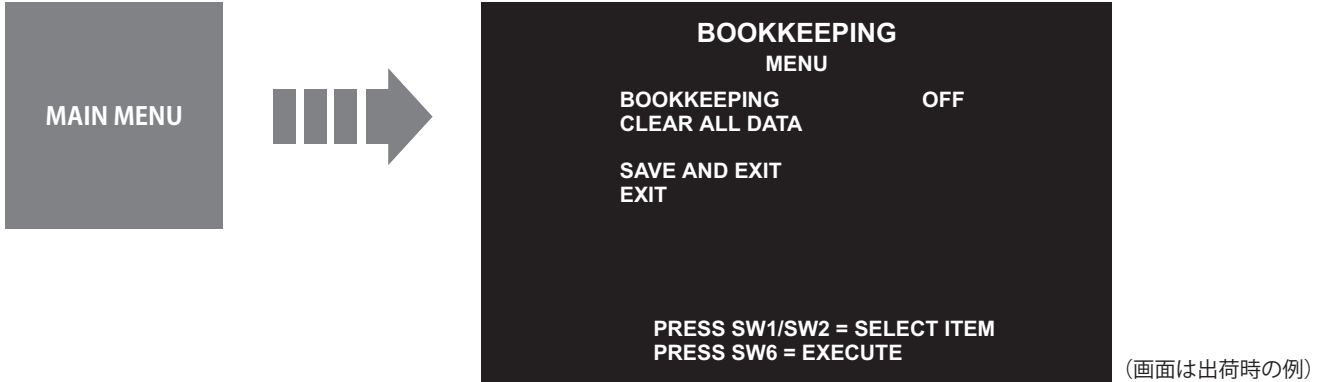 MAIN MENU
BOOKKEEPING
MENU
BOOKKEEPING OFF
CLEAR ALL DATA
SAVE AND EXIT
EXIT
PRESS SW1/SW2 = SELECT ITEM
PRESS SW6 = EXECUTE
(画面は出荷時の例)